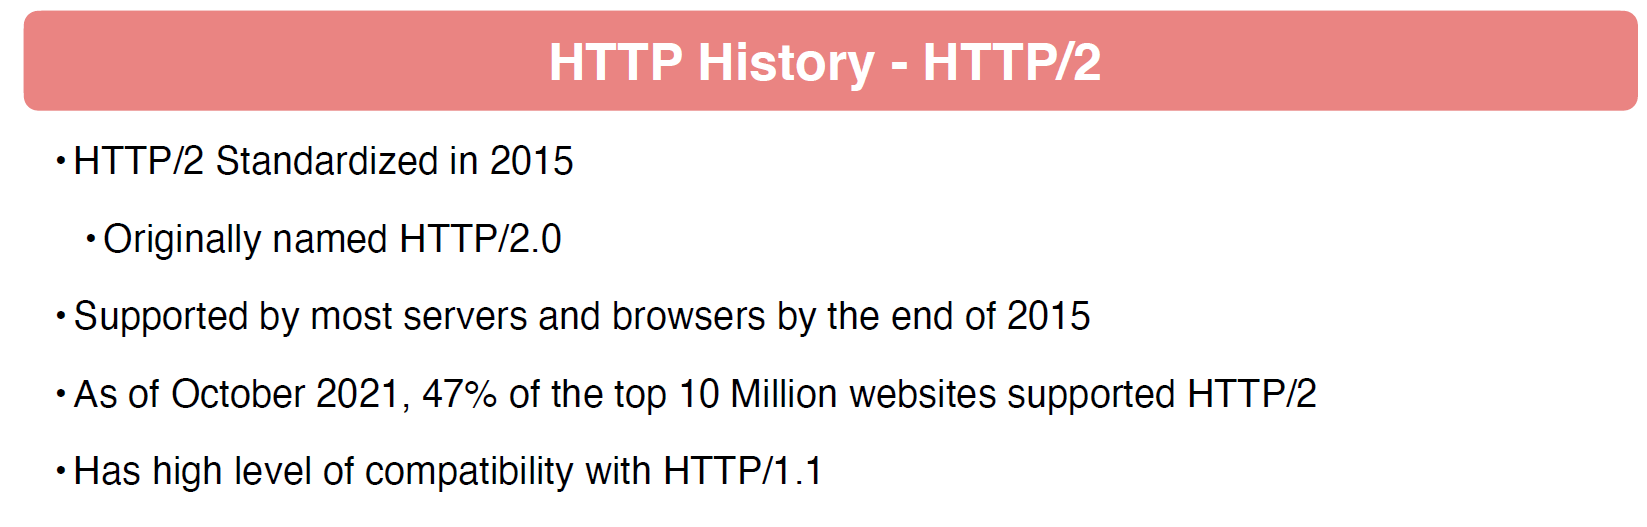 HTTP History - HTTP/2
• HTTP/2 Standardized in 2015
• Originally named HTTP/2.0
• Supported by most servers and browsers by the end of 2015
• As of October 2021, 47% of the top 10 Million websites supported HTTP/2
• Has high level of compatibility with HTTP/1.1